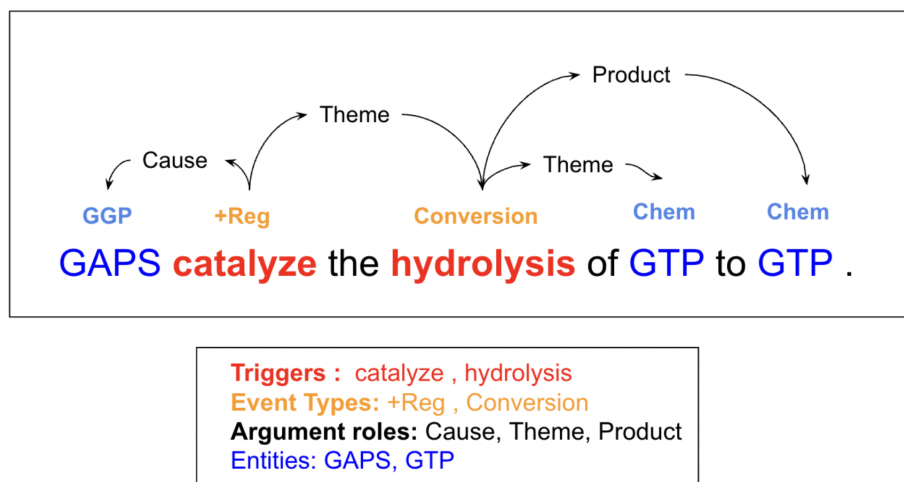 Product
Theme
Cause
Theme
GGP +Reg Conversion Chem Chem
GAPS catalyze the hydrolysis of GTP to GTP .
Triggers : catalyze , hydrolysis
Event Types: +Reg , Conversion
Argument roles: Cause, Theme, Product
Entities: GAPS, GTP